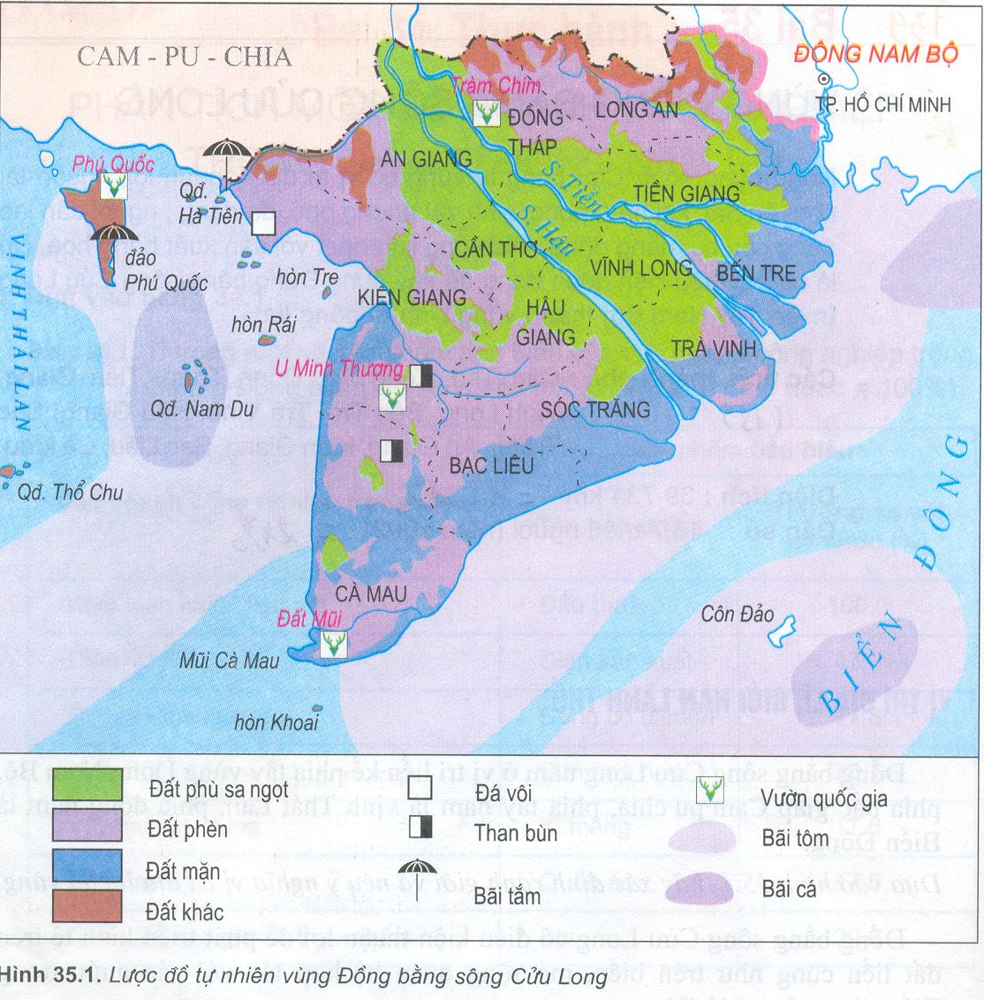 CAM - PU - CHIA
ĐÔNG NAM BỘ
TP. HỒ CHÍ MINH
Tràm Chim
ĐỒNG
THÁP
LONG AN
AN GIANG
Phú Quốc
Qđ.
Hà Tiên
S. Tiền
TIỀN GIANG
S. Hậu
VỊNH THÁI LAN
đảo
Phú Quốc
CẦN THƠ
VĨNH LONG
BẾN TRE
hòn Tre
KIÊN GIANG
HẬU
GIANG
hòn Rái
TRÀ VINH
U Minh Thượng
Qđ. Nam Du
SÓC TRĂNG
BẠC LIÊU
Qđ. Thổ Chu
BIỂN ĐÔNG
CÀ MAU
Đất Mũi
Côn Đảo
Mũi Cà Mau
hòn Khoai
Đất phù sa ngọt
Đất phèn
Đất mặn
Đất khác
Đá vôi
Than bùn
Bãi tắm
Vườn quốc gia
Bãi tôm
Bãi cá
Hình 35.1. Lược đồ tự nhiên vùng Đồng bằng sông Cửu Long